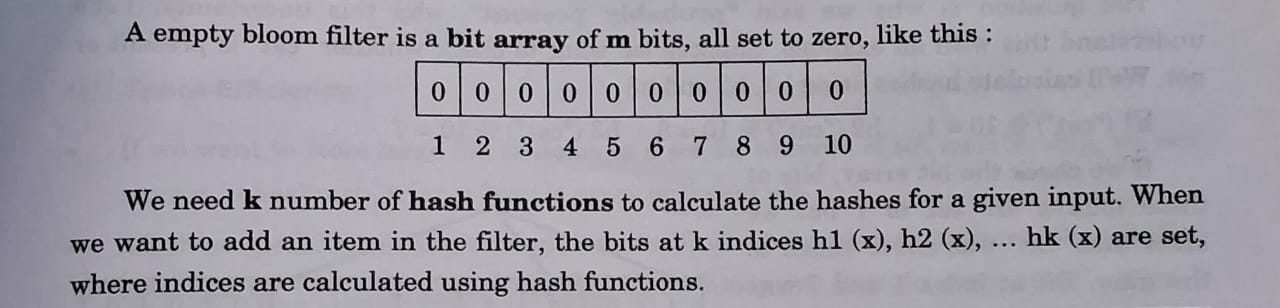 A empty bloom filter is a bit array of m bits, all set to zero, like this :
0 0 0 0 0 0 0 0 0 0
1 2 3 4 5 6 7 8 9 10
We need k number of hash functions to calculate the hashes for a given input. When
we want to add an item in the filter, the bits at k indices h1 (x), h2 (x), ... hk (x) are set,
where indices are calculated using hash functions.